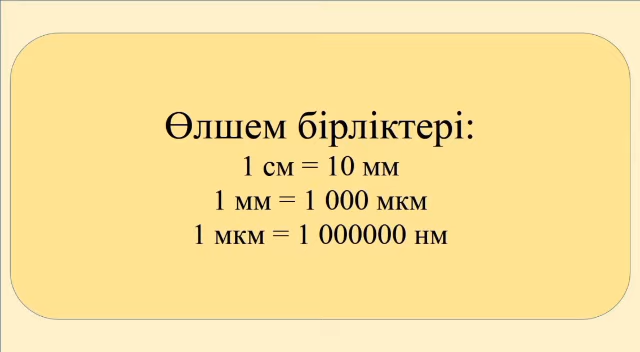 Өлшем бірліктері:
1 см = 10 мм
1 мм = 1 000 мкм
1 мкм = 1 000000 нм